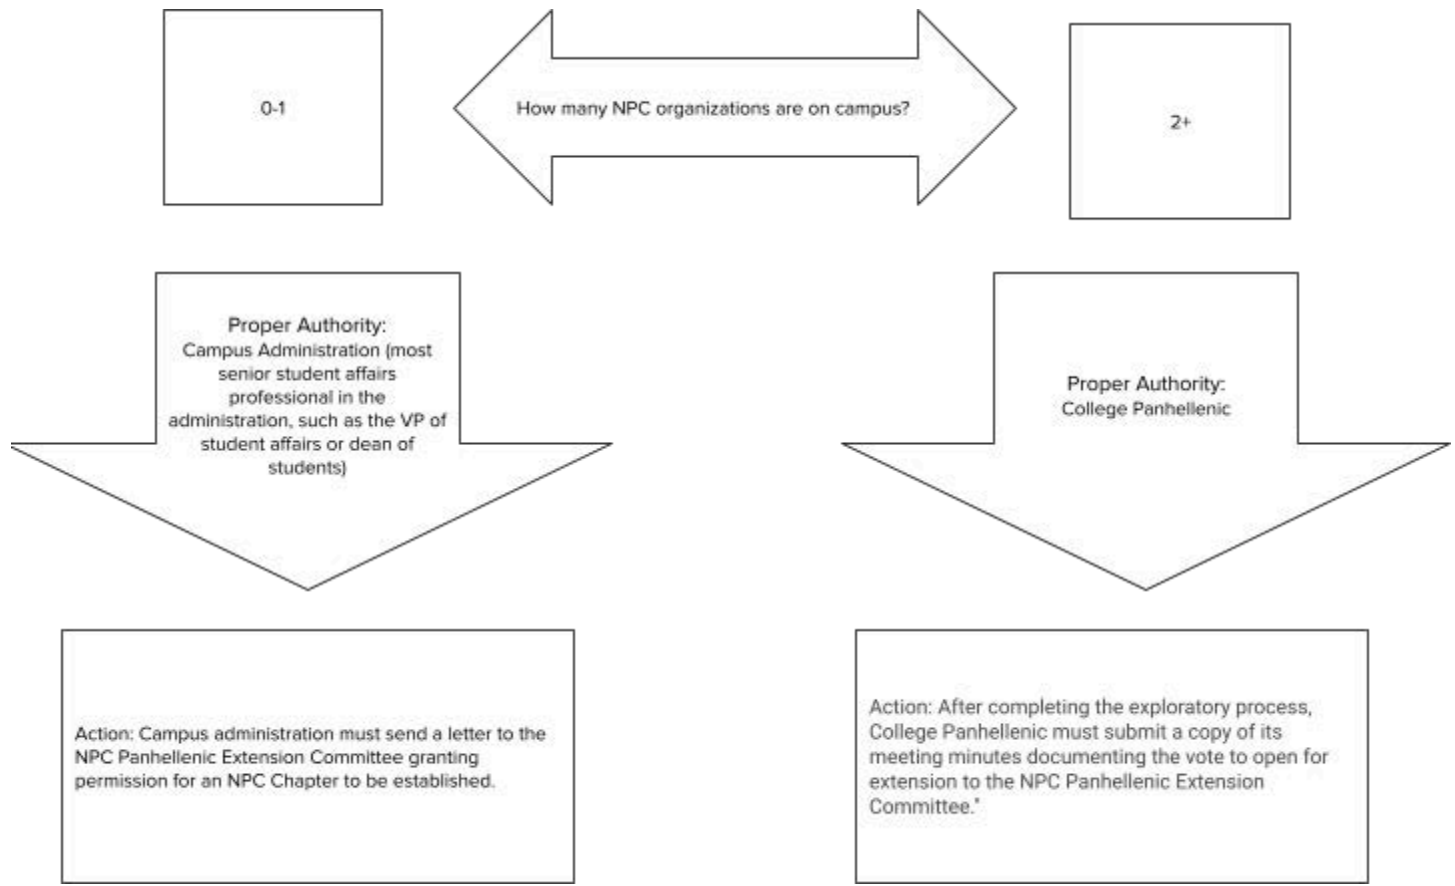 0-1
How many NPC organizations are on campus?
2+
Proper Authority:
Campus Administration (most
senior student affairs
professional in the
administration, such as the VP of
student affairs or dean of
students)
Proper Authority:
College Panhellenic
Action: Campus administration must send a letter to the
NPC Panhellenic Extension Committee granting
permission for an NPC Chapter to be established.
Action: After completing the exploratory process,
College Panhellenic must submit a copy of its
meeting minutes documenting the vote to open for
extension to the NPC Panhellenic Extension
Committee."